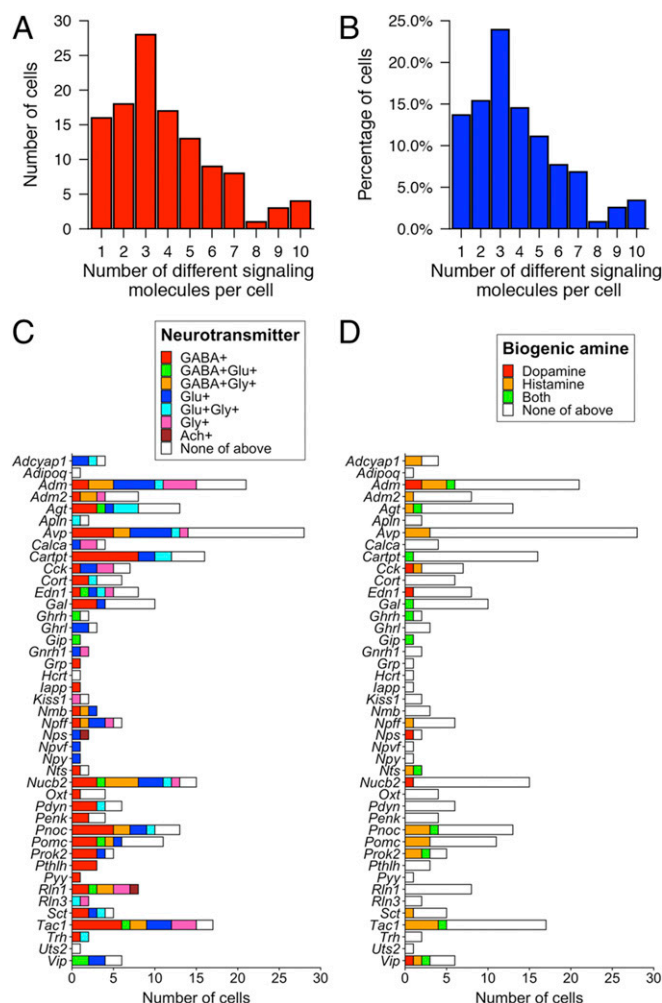 A
B
30
25
20
15
10
5
0
Number of cells
1 2 3 4 5 6 7 8 9 10
Number of different signaling
molecules per cell
25.0%
20.0%
15.0%
10.0%
5.0%
0.0%
Percentage of cells
1 2 3 4 5 6 7 8 9 10
Number of different signaling
molecules per cell
C
Neurotransmitter
GABA+
GABA+Glu+
GABA+Gly+
Glu+
Glu+Gly+
Gly+
Ach+
None of above
Adcyap1
Adipoq
Adm
Adm2
Agt
Apln
Avp
Calca
Cartpt
Cck
Cort
Edn1
Gal
Ghrh
Ghrl
Gip
Gnrh1
Grp
Hcrt
Iapp
Kiss1
Nmb
Npff
Nps
Npvf
Npy
Nts
Nucb2
Oxt
Pdyn
Penk
Pnoc
Pomc
Prok2
Pthlh
Pyy
Rln1
Rln3
Sct
Tac1
Trh
Uts2
Vip
0 5 10 15 20 25 30
Number of cells
D
Biogenic amine
Dopamine
Histamine
Both
None of above
Adcyap1
Adipoq
Adm
Adm2
Agt
Apln
Avp
Calca
Cartpt
Cck
Cort
Edn1
Gal
Ghrh
Ghrl
Gip
Gnrh1
Grp
Hcrt
Iapp
Kiss1
Nmb
Npff
Nps
Npvf
Npy
Nts
Nucb2
Oxt
Pdyn
Penk
Pnoc
Pomc
Prok2
Pthlh
Pyy
Rln1
Rln3
Sct
Tac1
Trh
Uts2
Vip
0 5 10 15 20 25 30
Number of cells